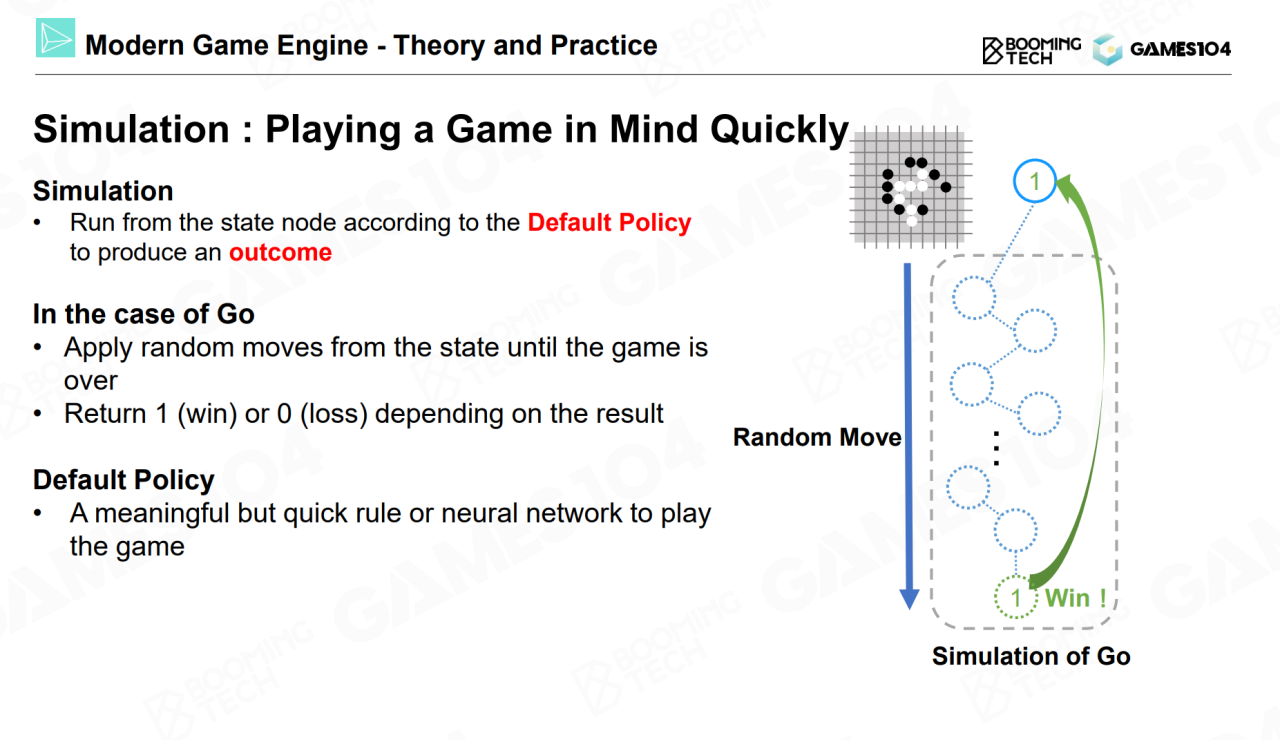 Modern Game Engine - Theory and Practice
BOOMING
TECH
GAMES104
Simulation : Playing a Game in Mind Quickly
Simulation
• Run from the state node according to the Default Policy
to produce an outcome
In the case of Go
• Apply random moves from the state until the game is
over
• Return 1 (win) or 0 (loss) depending on the result
Default Policy
• A meaningful but quick rule or neural network to play
the game
1
Random Move
1 Win !
Simulation of Go